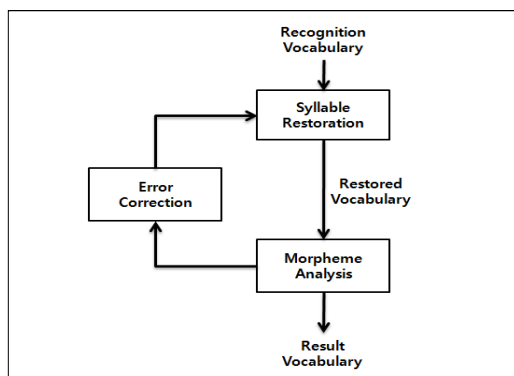 Recognition
Vocabulary
Syllable
Restoration
Error
Correction
Restored
Vocabulary
Morpheme
Analysis
Result
Vocabulary